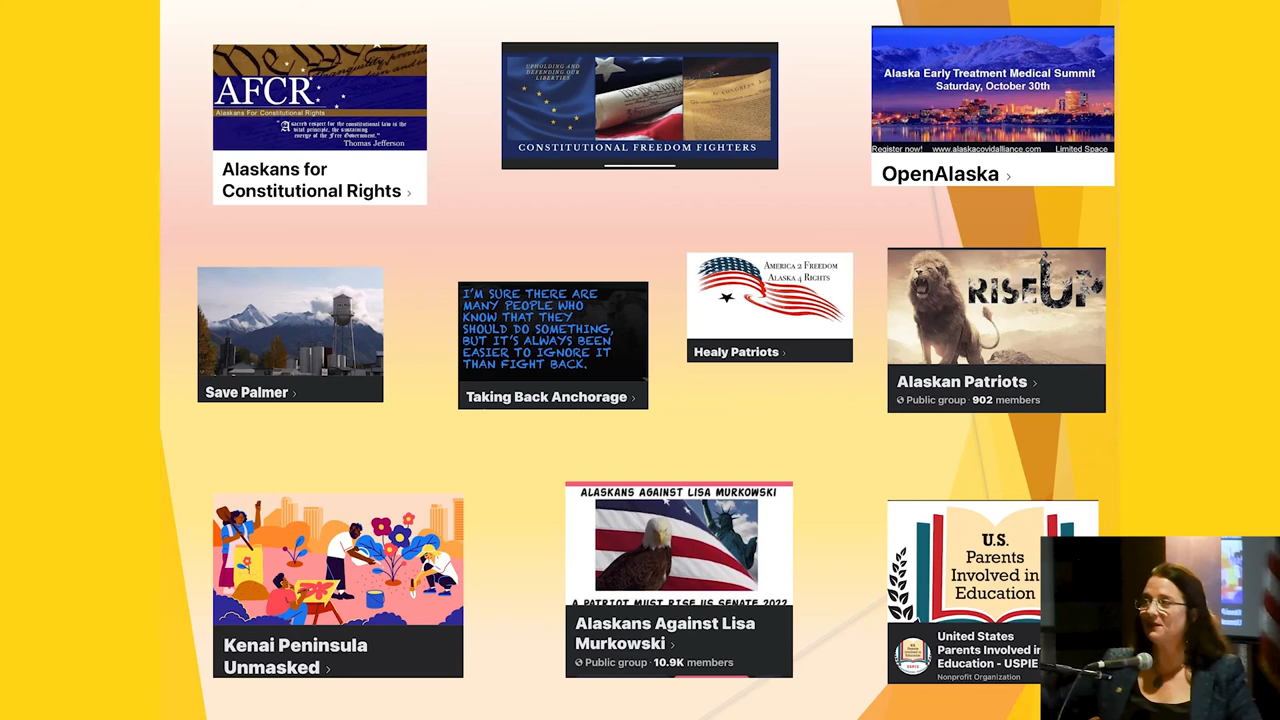 AFCR
Alaskans For Constitutional Rights
"A sacred respect for the constitutional law is the
vital principle, the sustaining
energy of the Free Government."
Thomas Jefferson
Alaskans for
Constitutional Rights
UPHOLDING AND
DEFENDING OUR
LIBERTIES
CONGRESS
CONSTITUTIONAL FREEDOM FIGHTERS
Alaska Early Treatment Medical Summit
Saturday, October 30th
Register now! www.alaskacovidalliance.com Limited Space
OpenAlaska
Save Palmer
I'M SURE THERE ARE
MANY PEOPLE WHO
KNOW THAT THEY
SHOULD DO SOMETHING,
BUT IT'S ALWAYS BEEN
EASIER TO IGNORE IT
THAN FIGHT BACK.
Taking Back Anchorage
AMERICA 2 FREEDOM
ALASKA 4 RIGHTS
Healy Patriots
RISEUP
Alaskan Patriots
Public group · 902 members
Kenai Peninsula
Unmasked
ALASKANS AGAINST LISA MURKOWSKI
A PATRIOT MUST RISE US SENATE 2022
Alaskans Against Lisa
Murkowski
Public group · 10.9K members
U.S.
Parents
Involved in
Education
United States
Parents Involved in
Education - USPIE
Nonprofit Organization